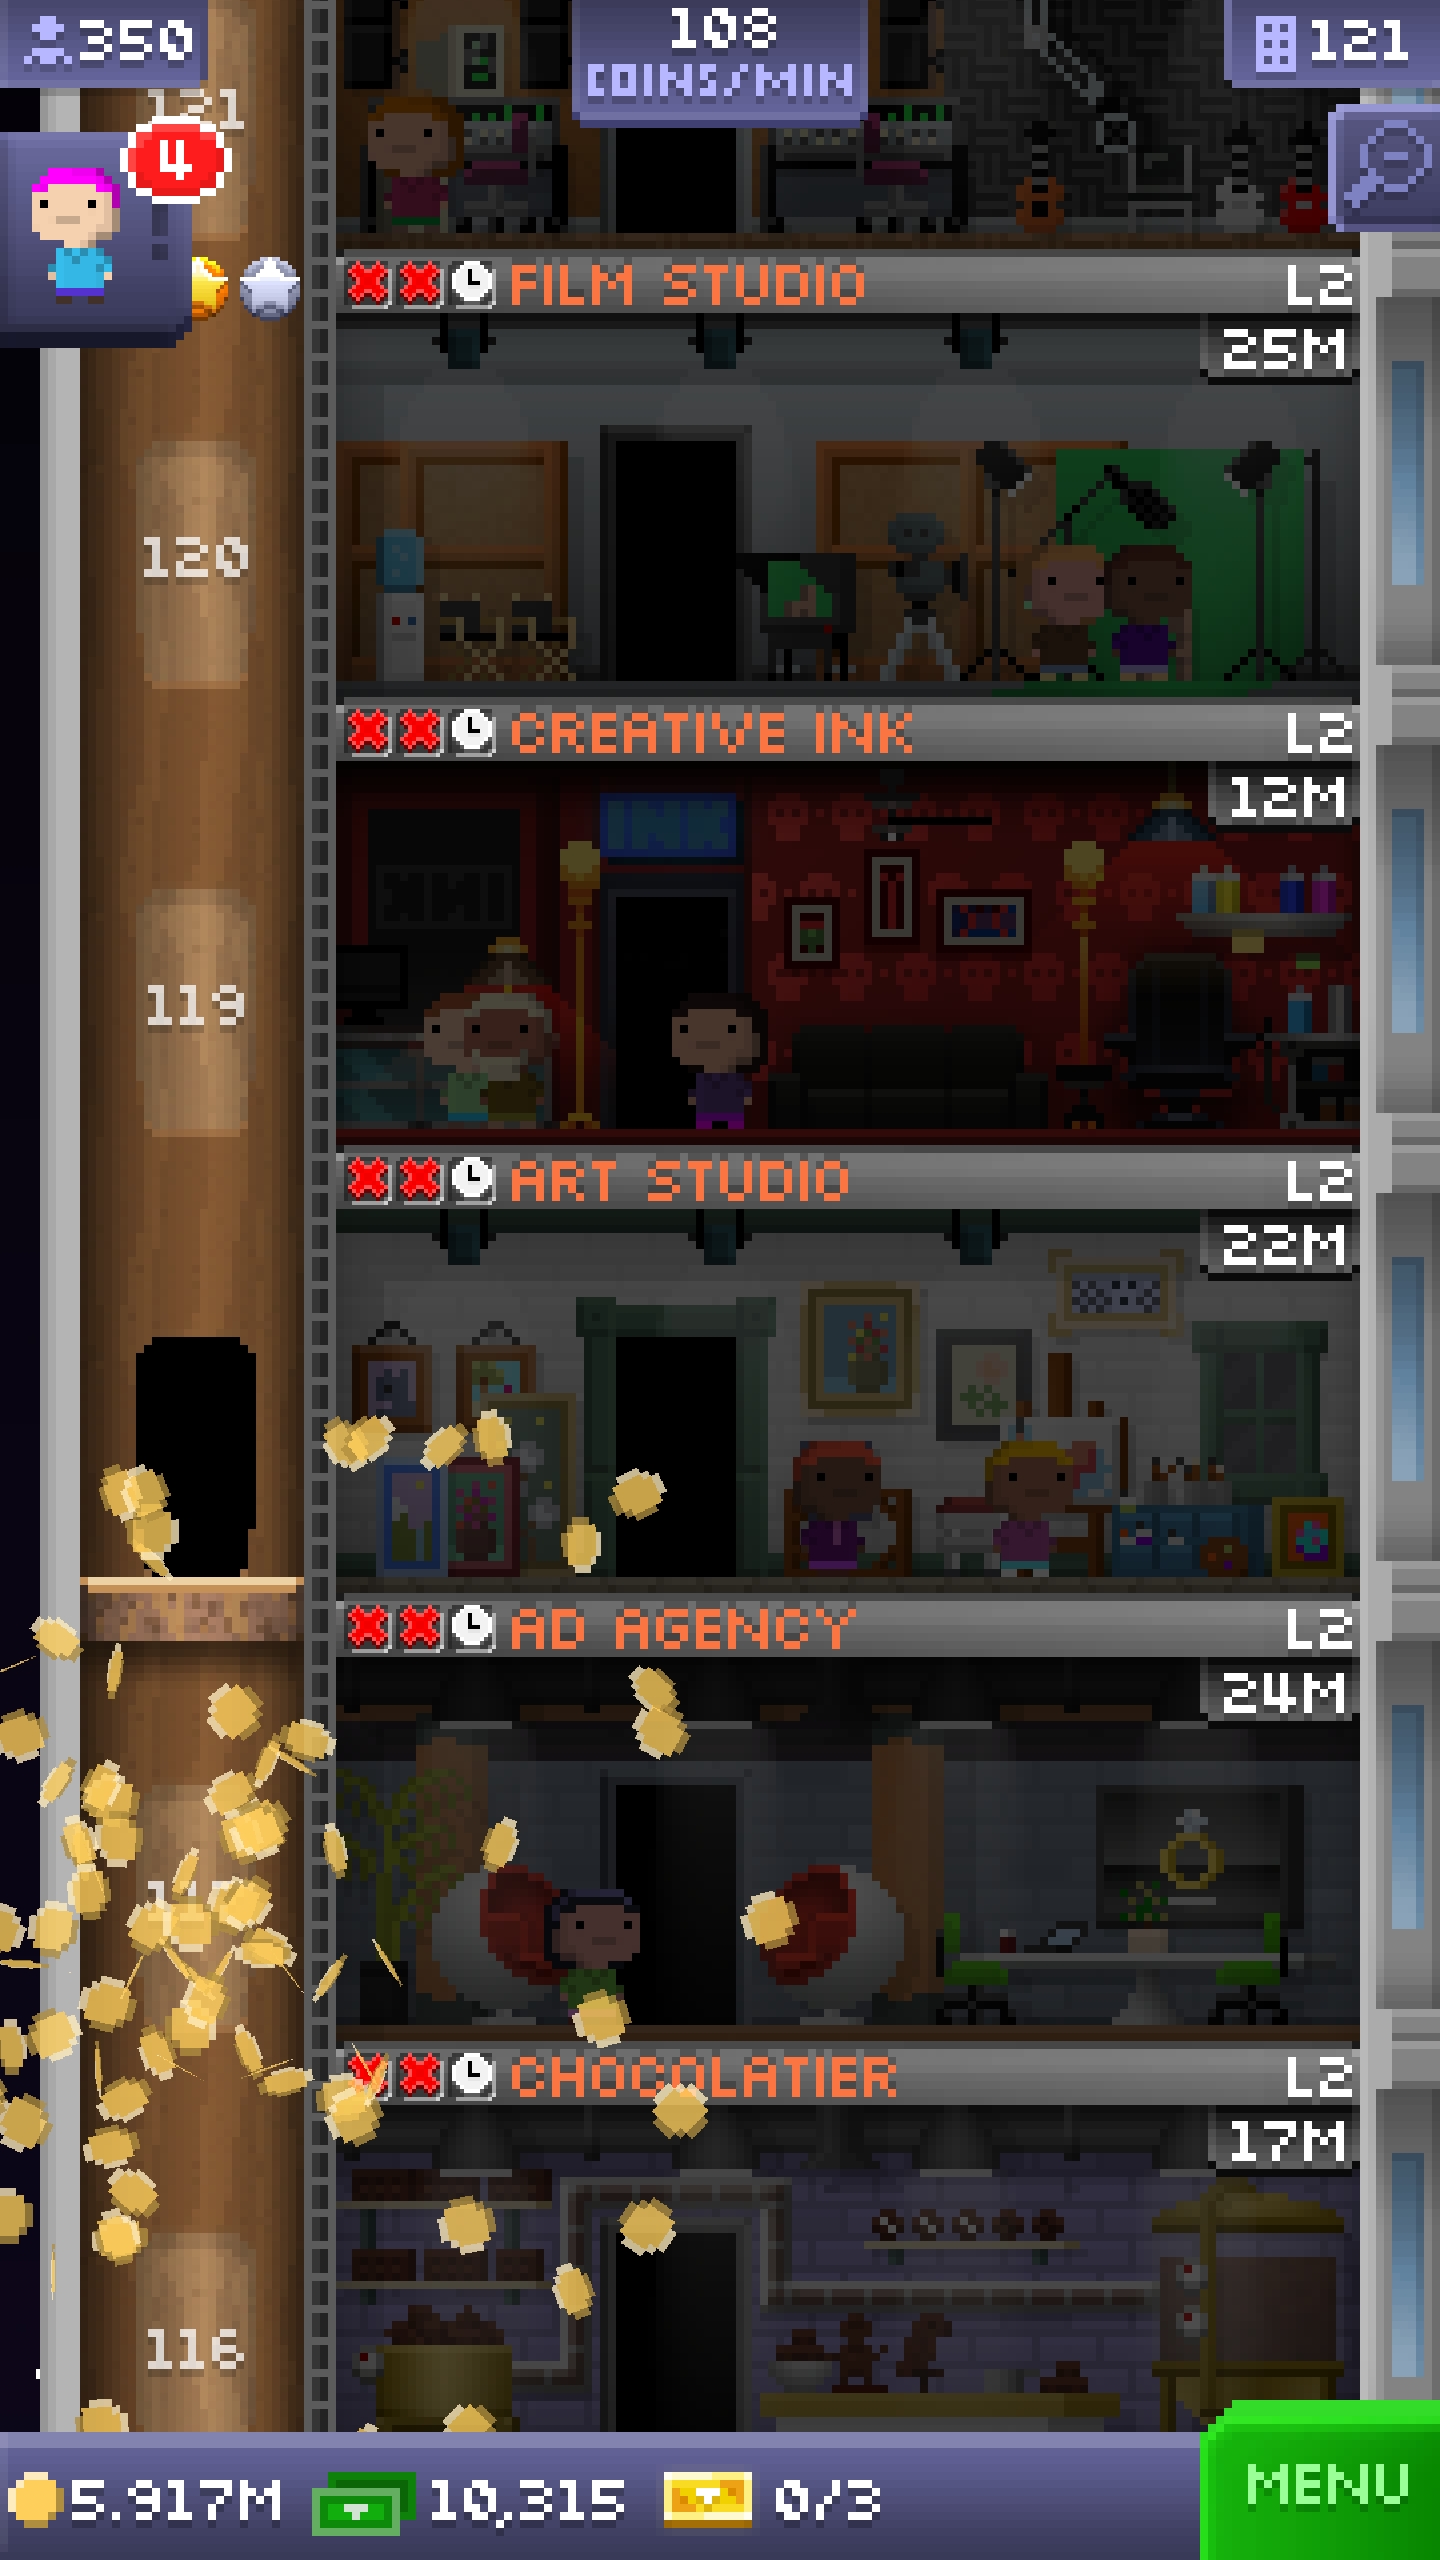 350
108
COINS/MIN
121
121
4
FILM STUDIO L2
25M
120
CREATIVE INK L2
12M
INK
119
ART STUDIO L2
22M
AD AGENCY L2
24M
CHOCOLATIER L2
17M
116
5.917M 10,315 0/3
MENU